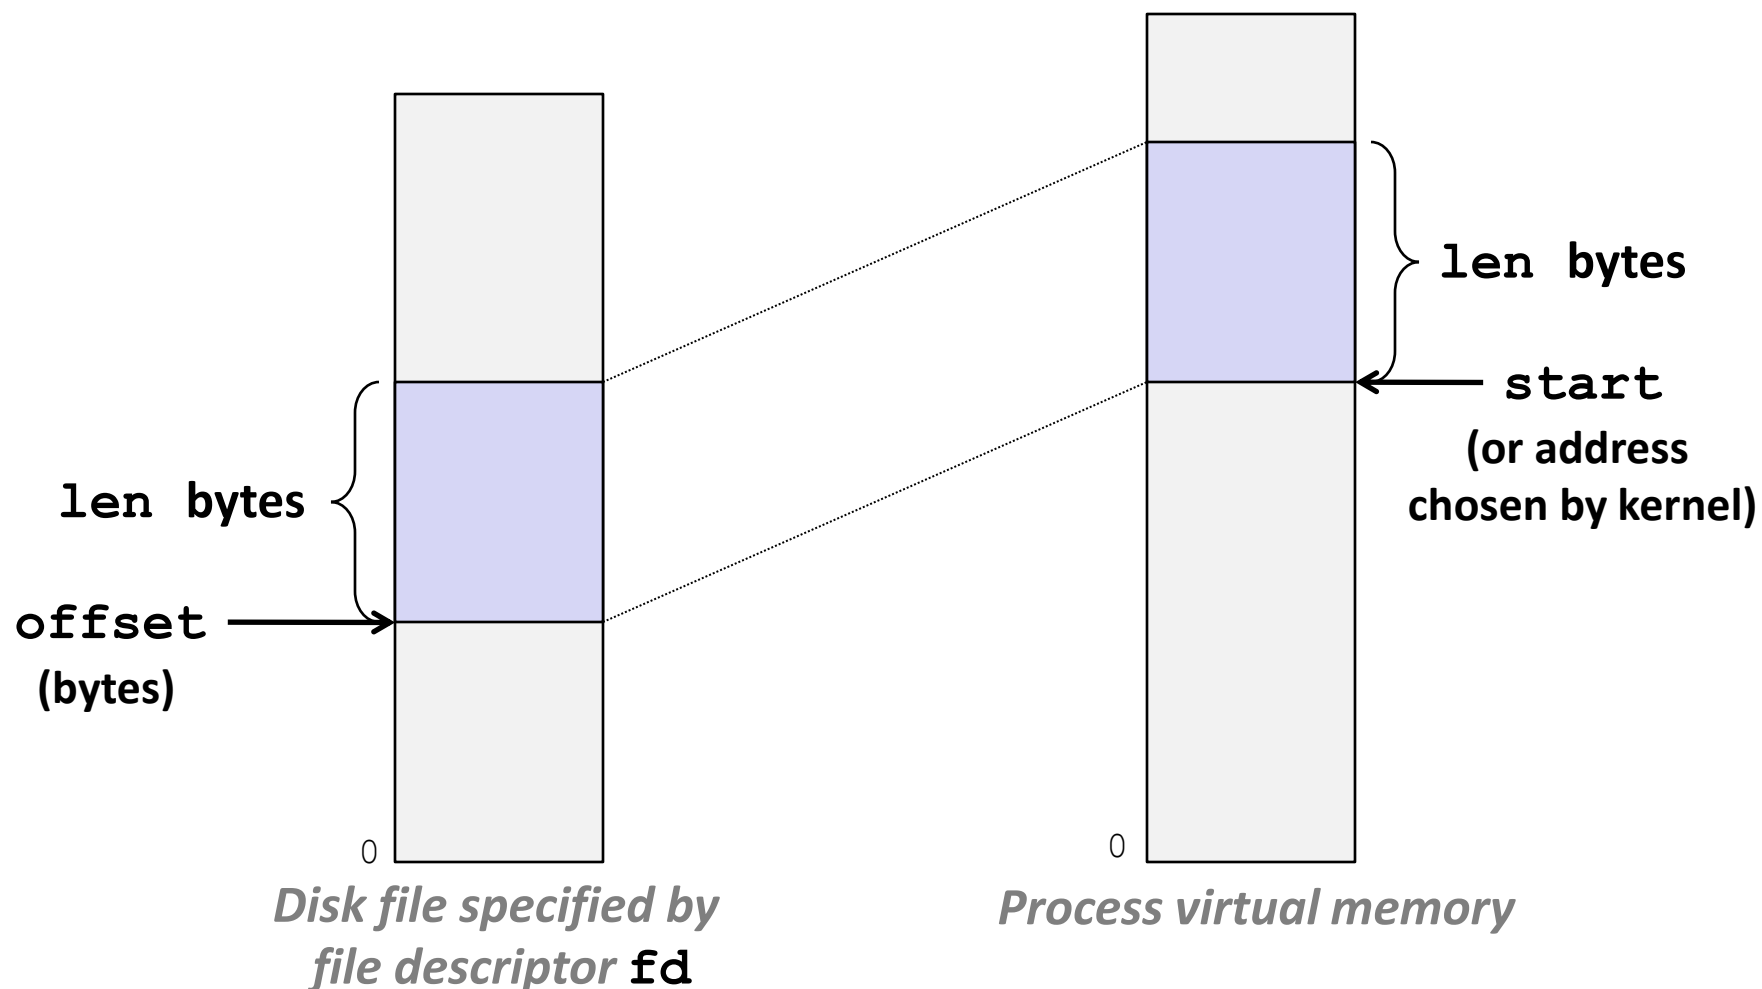 len bytes
start
(or address
chosen by kernel)
len bytes
offset
(bytes)
0
0
Disk file specified by
file descriptor fd
Process virtual memory